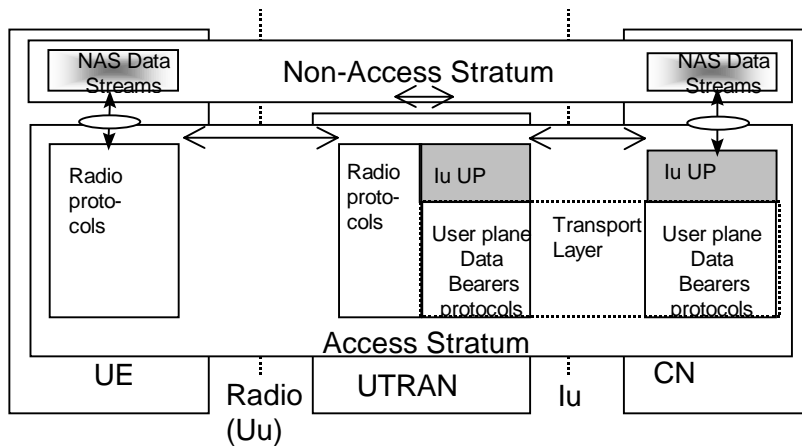 NAS Data
Streams
Non-Access Stratum
NAS Data
Streams
Radio
proto-
cols
Radio
proto-
cols
Iu UP
User plane
Data
Bearers
protocols
Transport
Layer
Iu UP
User plane
Data
Bearers
protocols
Access Stratum
UE
Radio
(Uu)
UTRAN
Iu
CN